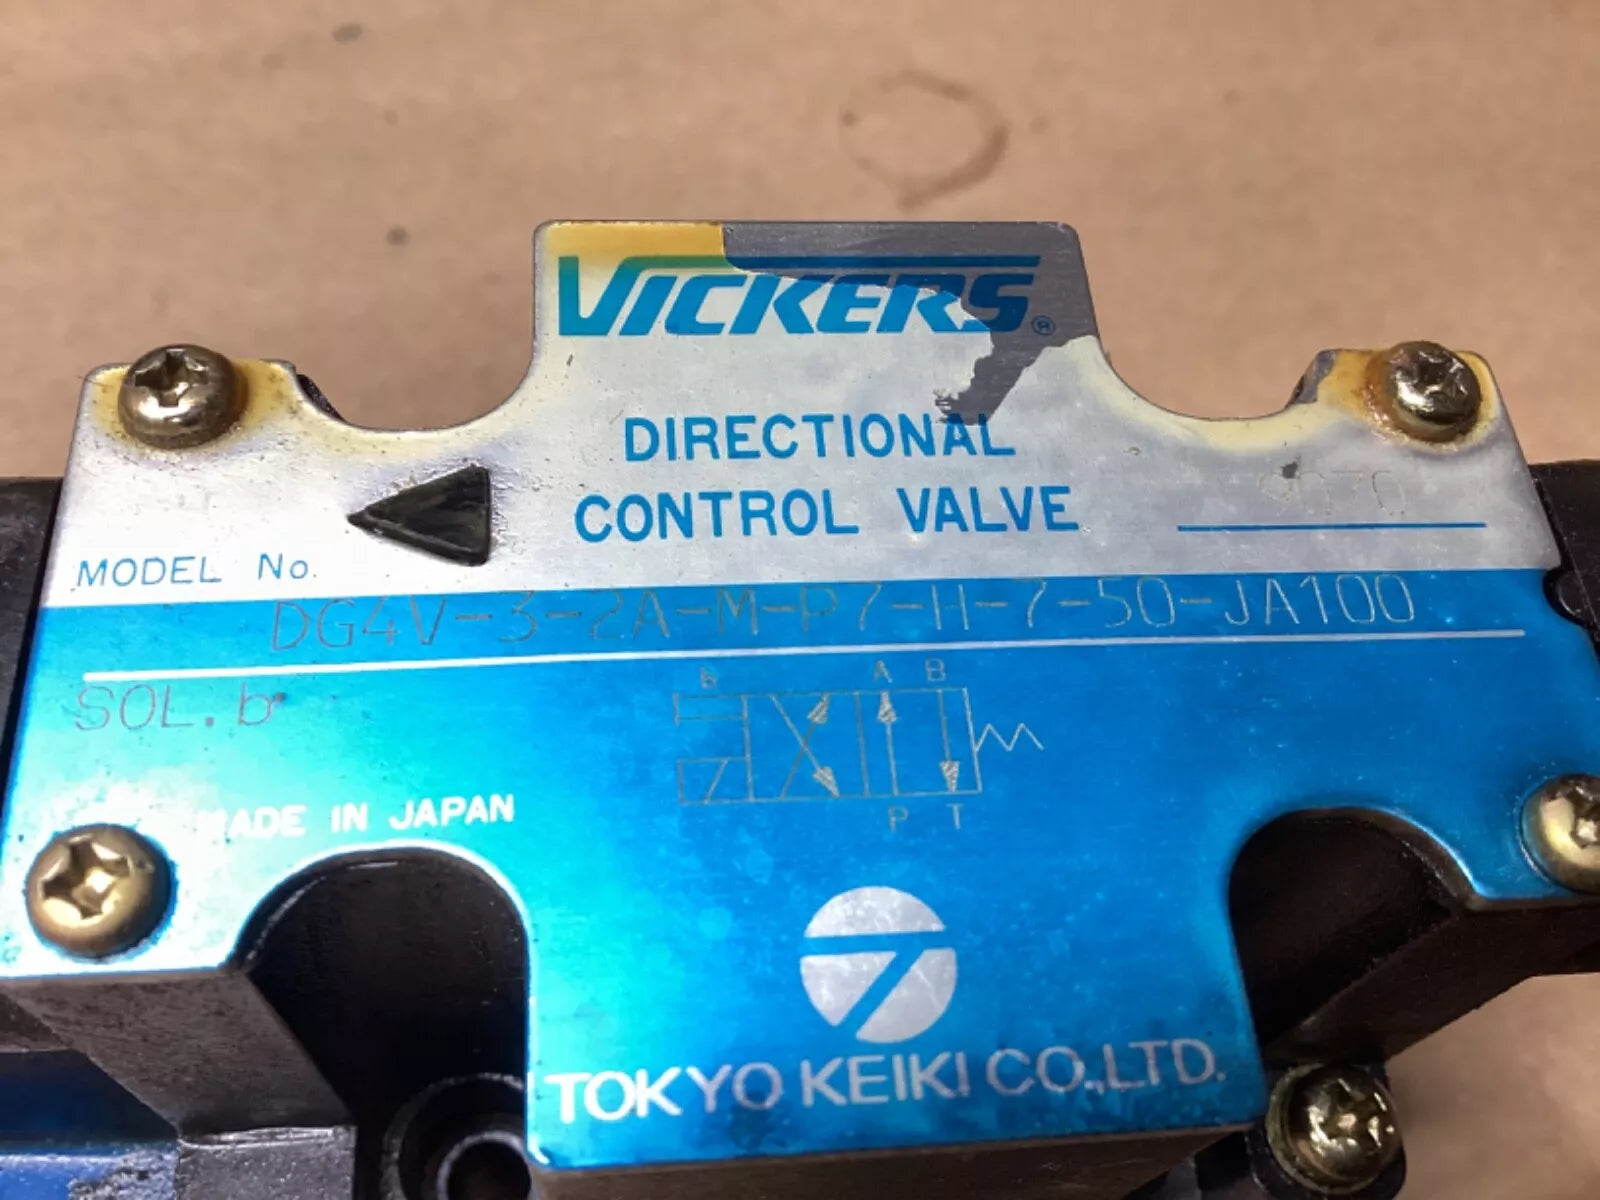 VICKERS®
DIRECTIONAL
CONTROL VALVE
MODEL No.
DG4V-3-2A-M-P7-H-7-50-JA100
SOL.b
A B
P T
MADE IN JAPAN
TOKYO KEIKI CO.,LTD.